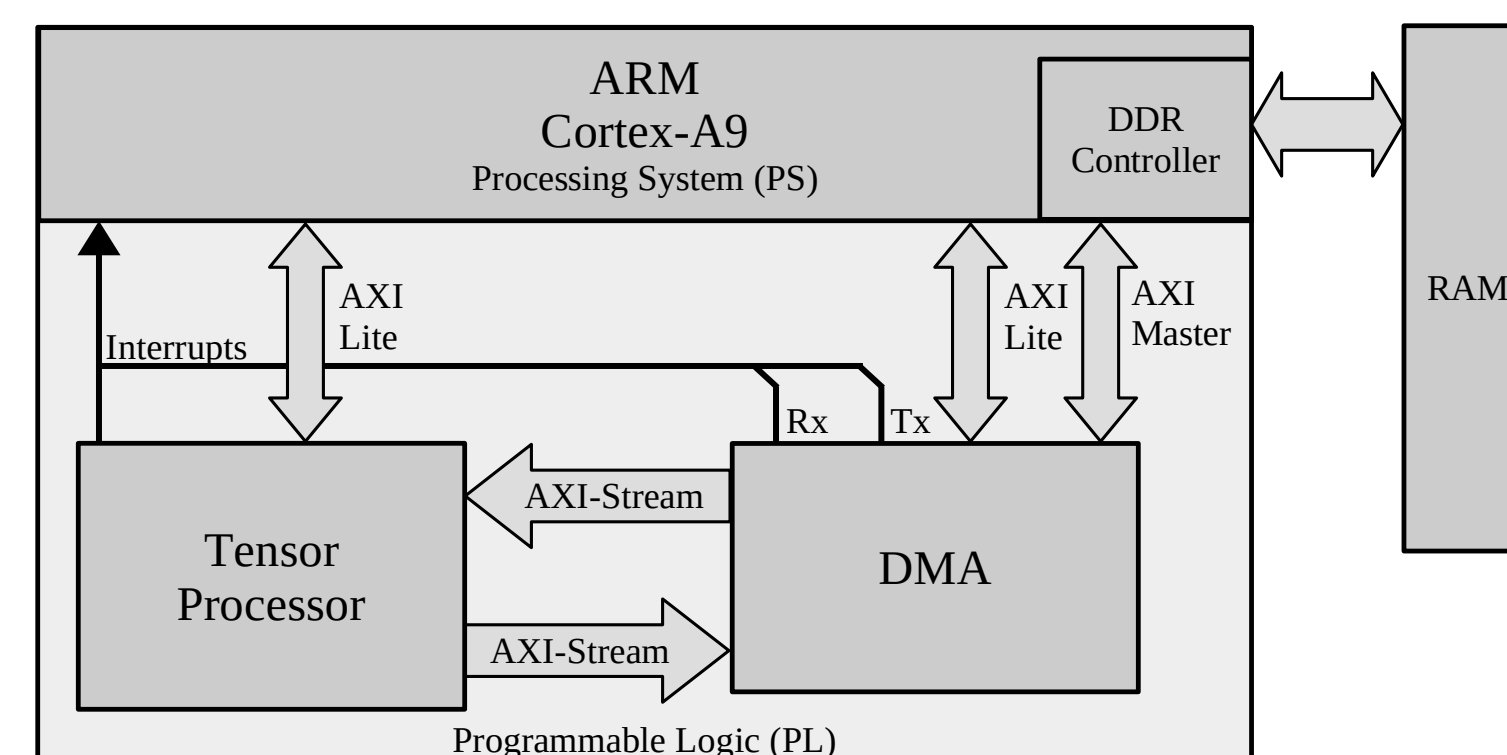 ARM
Cortex-A9
Processing System (PS)
DDR
Controller
RAM
Interrupts
AXI
Lite
AXI
Lite
AXI
Master
Rx
Tx
AXI-Stream
Tensor
Processor
DMA
AXI-Stream
Programmable Logic (PL)